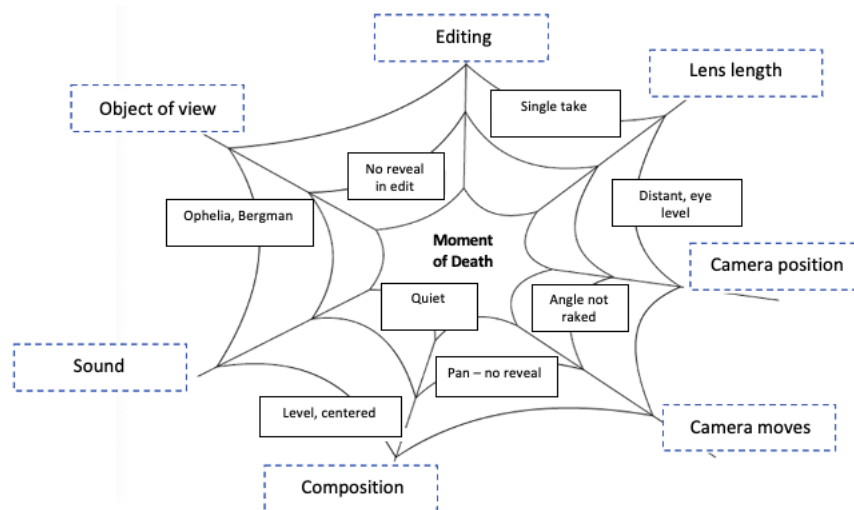 Editing
Lens length
Object of view
Single take
No reveal
in edit
Distant, eye
level
Ophelia, Bergman
Moment
of Death
Camera position
Quiet
Angle not
raked
Sound
Pan – no reveal
Level, centered
Camera moves
Composition